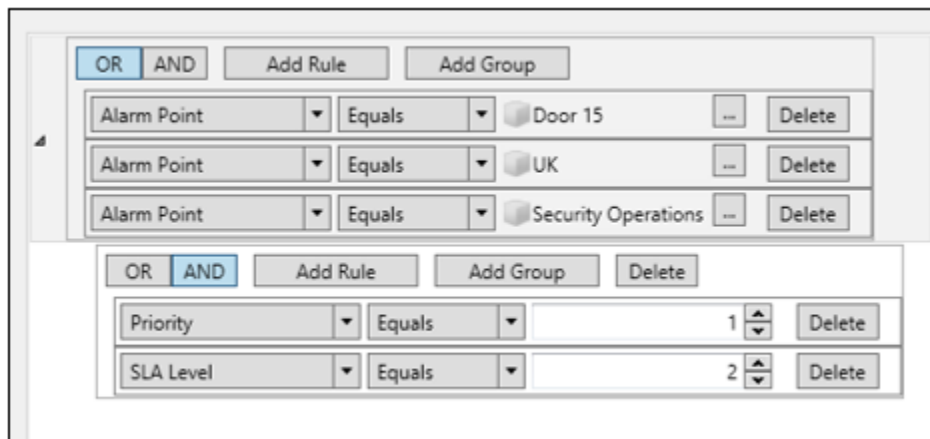 OR AND Add Rule Add Group
Alarm Point Equals Door 15 ... Delete
Alarm Point Equals UK ... Delete
Alarm Point Equals Security Operations ... Delete
OR AND Add Rule Add Group Delete
Priority Equals 1 Delete
SLA Level Equals 2 Delete